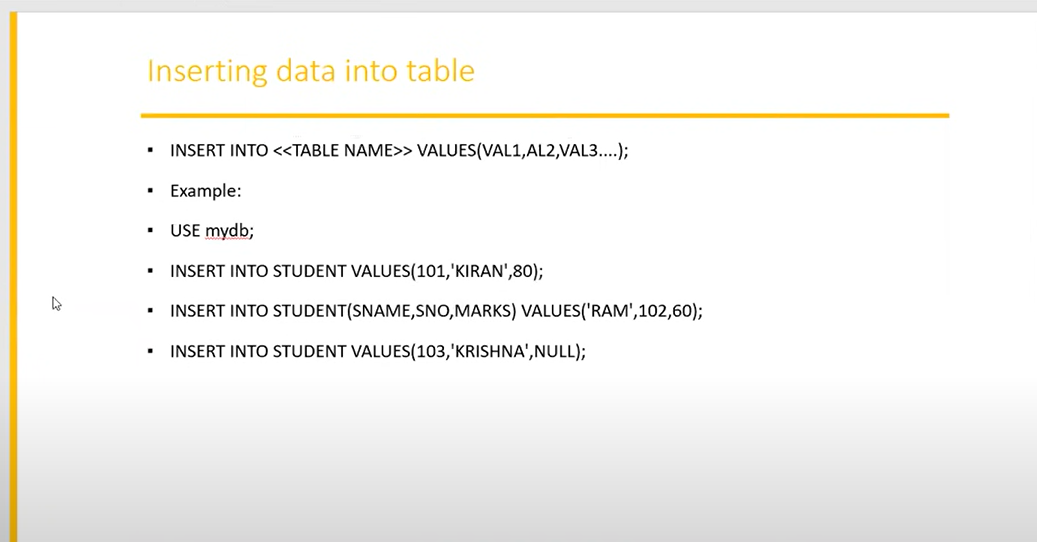 Inserting data into table
▪ INSERT INTO <<TABLE NAME>> VALUES(VAL1,AL2,VAL3....);
▪ Example:
▪ USE mydb;
▪ INSERT INTO STUDENT VALUES(101,'KIRAN',80);
▪ INSERT INTO STUDENT(SNAME,SNO,MARKS) VALUES('RAM',102,60);
▪ INSERT INTO STUDENT VALUES(103,'KRISHNA',NULL);